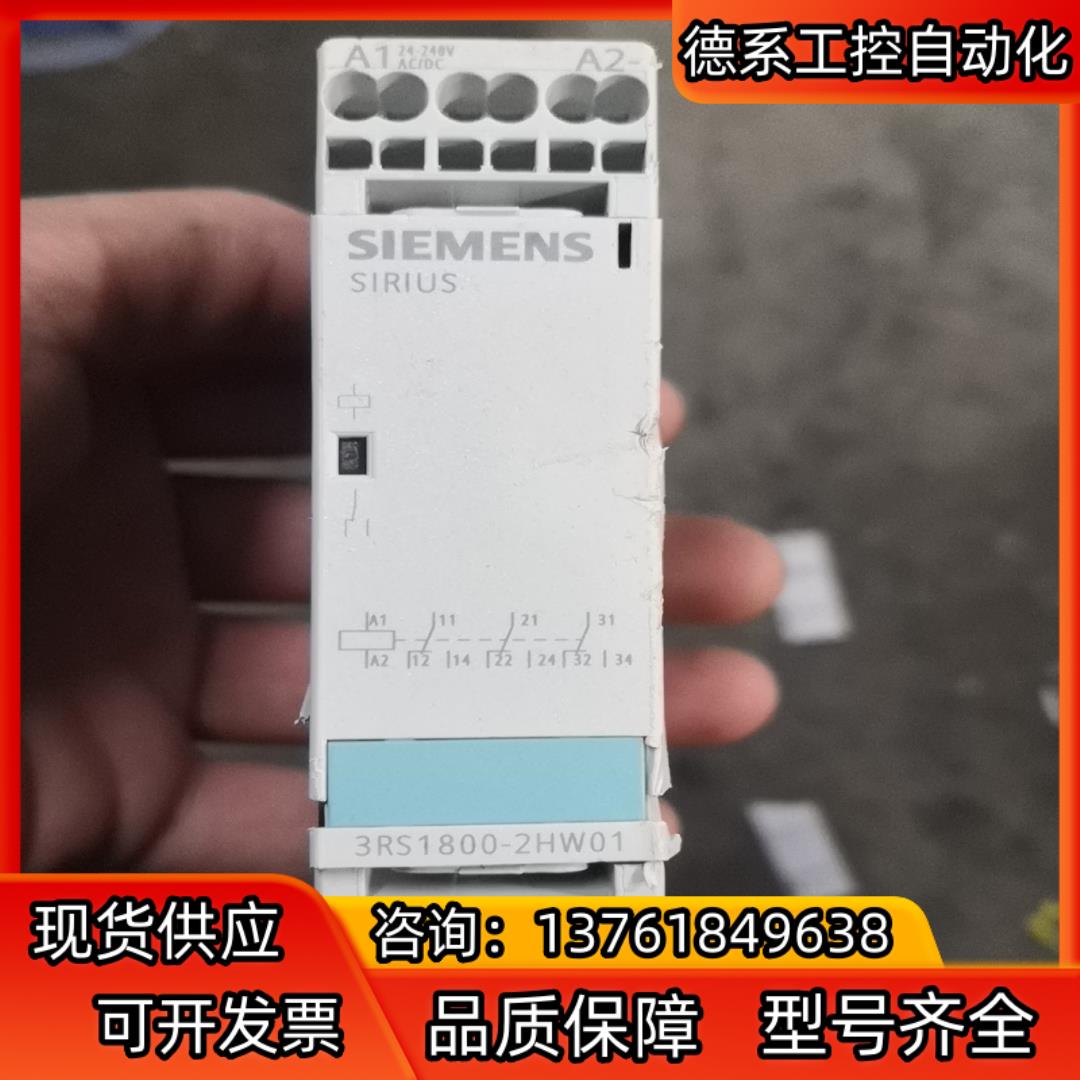 德系工控自动化
A1 24-240V AC/DC A2-
SIEMENS
SIRIUS
A1 11 21 31
A2 12 14 22 24 32 34
3RS1800-2HW01
现货供应
咨询：13761849638
可开发票 品质保障 型号齐全